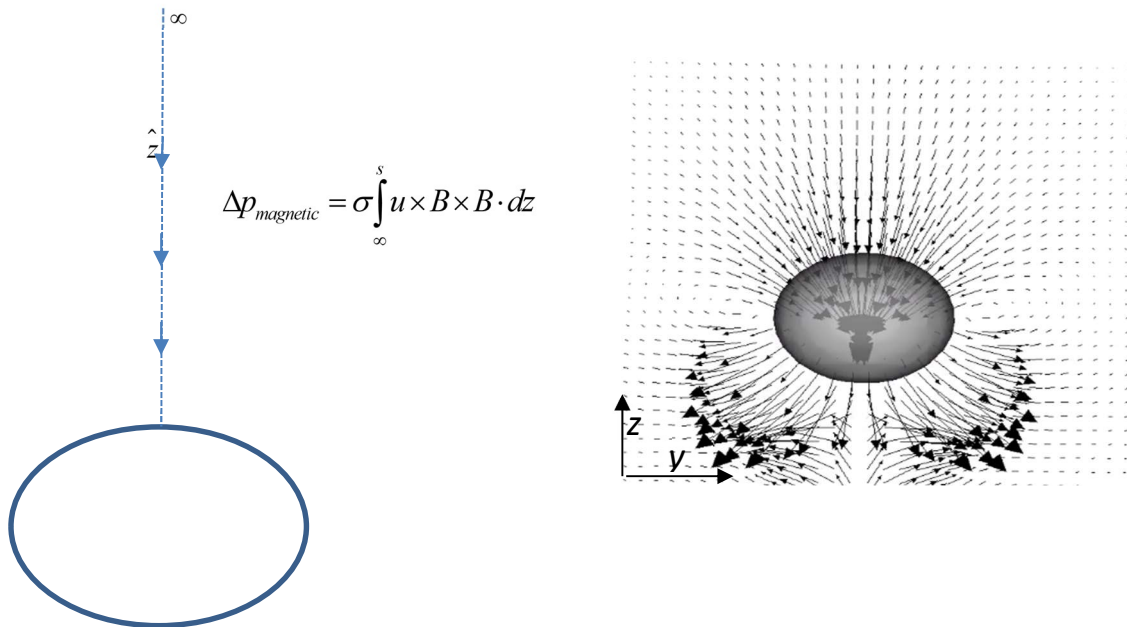 ∞
ẑ
Δp_magnetic = σ∫_∞^s u × B × B · dz
z
y